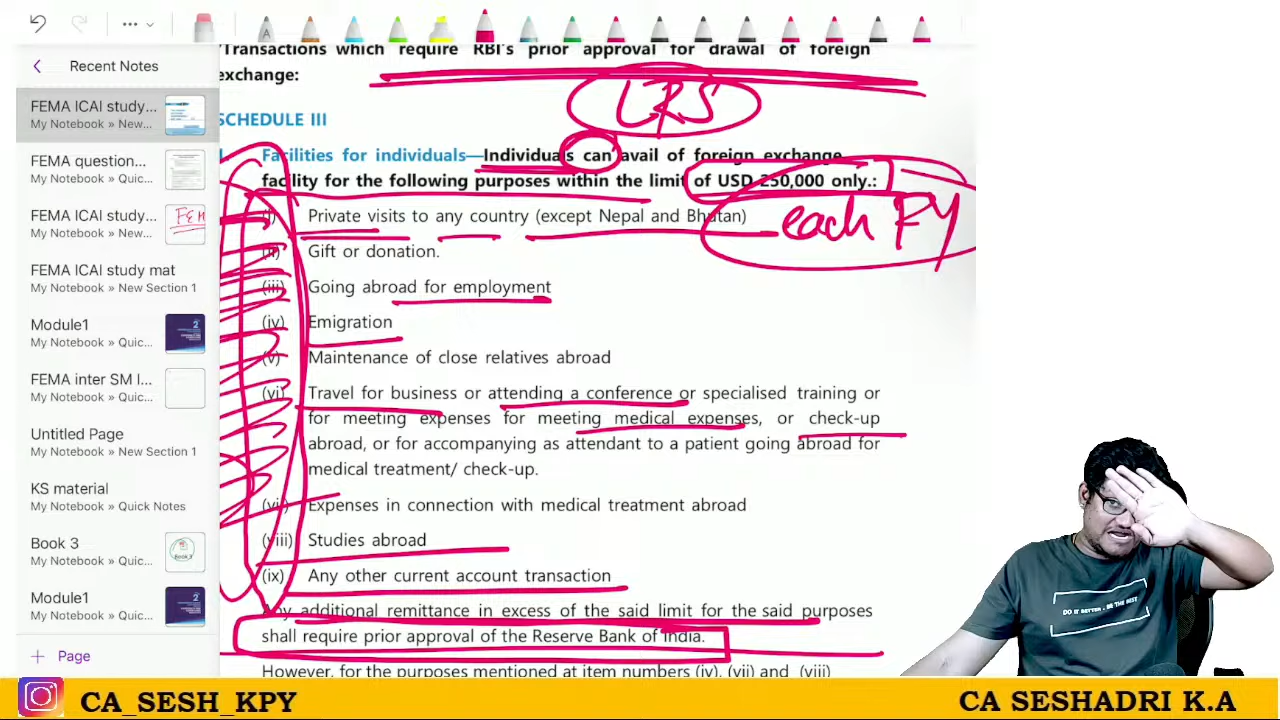 Recent Notes
FEMA ICAI study...
My Notebook » New...
FEMA question...
My Notebook » Quic...
FEMA ICAI study...
My Notebook » New...
FEMA ICAI study mat
My Notebook » New Section 1
Module1
My Notebook » Quic...
FEMA inter SM I...
My Notebook » Quic...
Untitled Page
My Notebook » New Section 1
KS material
My Notebook » Quick Notes
Book 3
My Notebook » Quic...
Module1
My Notebook » Quic...
+ Page
Transactions which require RBI's prior approval for drawal of foreign
exchange:
LRS
SCHEDULE III
Facilities for individuals—Individuals can avail of foreign exchange
facility for the following purposes within the limit of USD 250,000 only.:
each FY
(i) Private visits to any country (except Nepal and Bhutan)
(ii) Gift or donation.
(iii) Going abroad for employment
(iv) Emigration
(v) Maintenance of close relatives abroad
(vi) Travel for business or attending a conference or specialised training or
for meeting expenses for meeting medical expenses, or check-up
abroad, or for accompanying as attendant to a patient going abroad for
medical treatment/ check-up.
(vii) Expenses in connection with medical treatment abroad
(viii) Studies abroad
(ix) Any other current account transaction
Any additional remittance in excess of the said limit for the said purposes
shall require prior approval of the Reserve Bank of India.
However, for the purposes mentioned at item numbers (iv), (vii) and (viii)
DO IT BETTER - BE THE BEST
CA_SESH_KPY
CA SESHADRI K.A